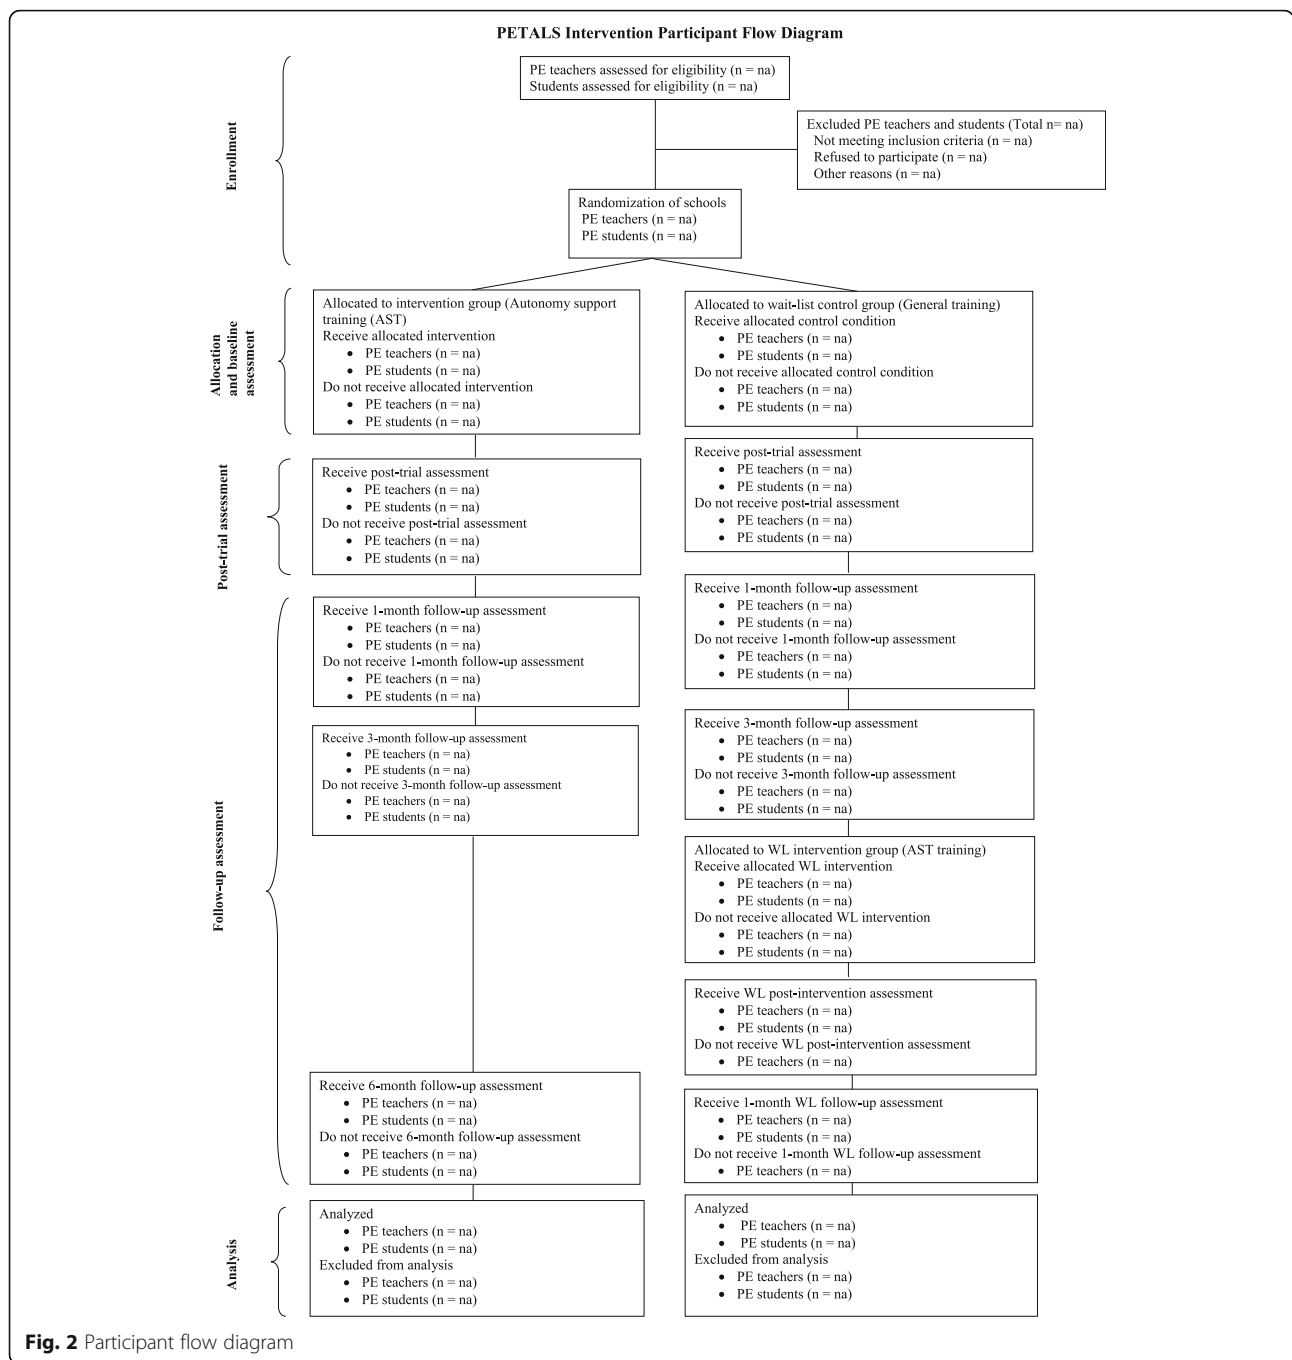 PETALS Intervention Participant Flow Diagram
Enrollment
PE teachers assessed for eligibility (n = na)
Students assessed for eligibility (n = na)
Excluded PE teachers and students (Total n= na)
Not meeting inclusion criteria (n = na)
Refused to participate (n = na)
Other reasons (n = na)
Randomization of schools
PE teachers (n = na)
PE students (n = na)
Allocation
and baseline
assessment
Allocated to intervention group (Autonomy support
training (AST)
Receive allocated intervention
• PE teachers (n = na)
• PE students (n = na)
Do not receive allocated intervention
• PE teachers (n = na)
• PE students (n = na)
Allocated to wait-list control group (General training)
Receive allocated control condition
• PE teachers (n = na)
• PE students (n = na)
Do not receive allocated control condition
• PE teachers (n = na)
• PE students (n = na)
Post-trial assessment
Receive post-trial assessment
• PE teachers (n = na)
• PE students (n = na)
Do not receive post-trial assessment
• PE teachers (n = na)
• PE students (n = na)
Receive post-trial assessment
• PE teachers (n = na)
• PE students (n = na)
Do not receive post-trial assessment
• PE teachers (n = na)
• PE students (n = na)
Follow-up assessment
Receive 1-month follow-up assessment
• PE teachers (n = na)
• PE students (n = na)
Do not receive 1-month follow-up assessment
• PE teachers (n = na)
• PE students (n = na)
Receive 1-month follow-up assessment
• PE teachers (n = na)
• PE students (n = na)
Do not receive 1-month follow-up assessment
• PE teachers (n = na)
• PE students (n = na)
Receive 3-month follow-up assessment
• PE teachers (n = na)
• PE students (n = na)
Do not receive 3-month follow-up assessment
• PE teachers (n = na)
• PE students (n = na)
Receive 3-month follow-up assessment
• PE teachers (n = na)
• PE students (n = na)
Do not receive 3-month follow-up assessment
• PE teachers (n = na)
• PE students (n = na)
Allocated to WL intervention group (AST training)
Receive allocated WL intervention
• PE teachers (n = na)
• PE students (n = na)
Do not receive allocated WL intervention
• PE teachers (n = na)
• PE students (n = na)
Receive WL post-intervention assessment
• PE teachers (n = na)
• PE students (n = na)
Do not receive WL post-intervention assessment
• PE teachers (n = na)
Receive 6-month follow-up assessment
• PE teachers (n = na)
• PE students (n = na)
Do not receive 6-month follow-up assessment
• PE teachers (n = na)
• PE students (n = na)
Receive 1-month WL follow-up assessment
• PE teachers (n = na)
• PE students (n = na)
Do not receive 1-month WL follow-up assessment
• PE teachers (n = na)
Analysis
Analyzed
• PE teachers (n = na)
• PE students (n = na)
Excluded from analysis
• PE teachers (n = na)
• PE students (n = na)
Analyzed
• PE teachers (n = na)
• PE students (n = na)
Excluded from analysis
• PE teachers (n = na)
• PE students (n = na)
Fig. 2 Participant flow diagram